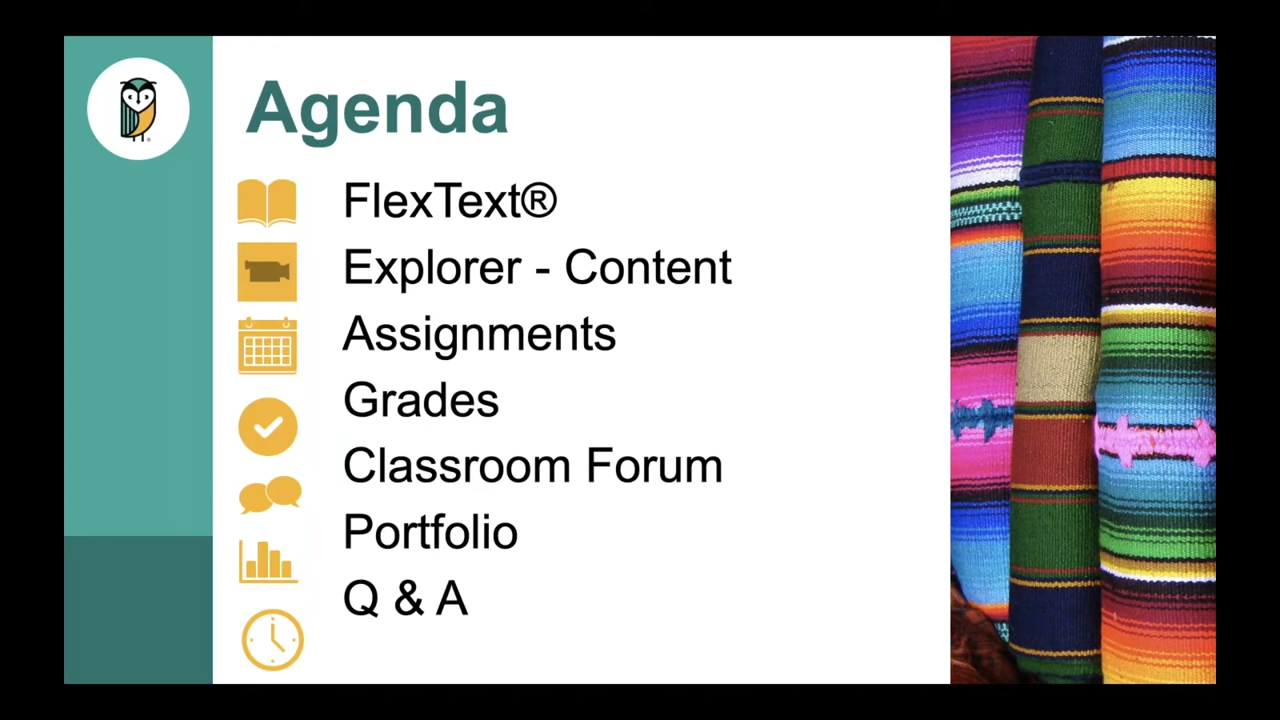 Agenda
FlexText®
Explorer - Content
Assignments
Grades
Classroom Forum
Portfolio
Q & A